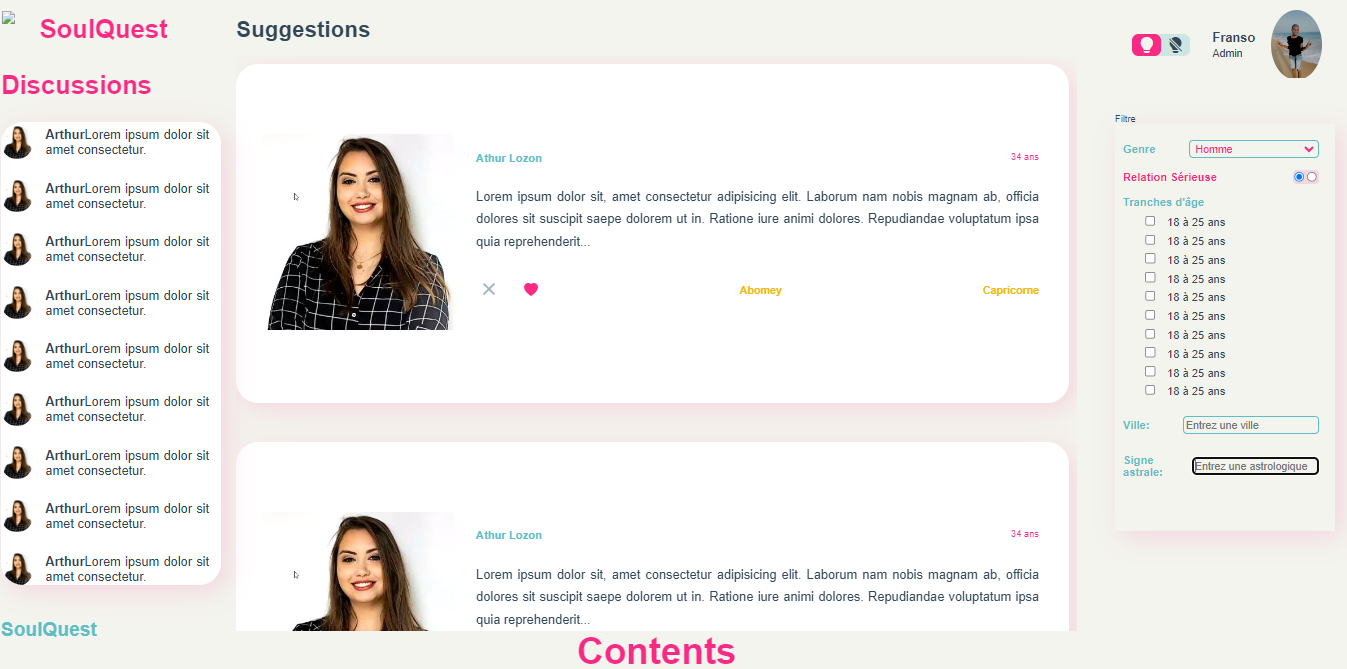 SoulQuest
Discussions
ArthurLorem ipsum dolor sit
amet consectetur.
ArthurLorem ipsum dolor sit
amet consectetur.
ArthurLorem ipsum dolor sit
amet consectetur.
ArthurLorem ipsum dolor sit
amet consectetur.
ArthurLorem ipsum dolor sit
amet consectetur.
ArthurLorem ipsum dolor sit
amet consectetur.
ArthurLorem ipsum dolor sit
amet consectetur.
ArthurLorem ipsum dolor sit
amet consectetur.
ArthurLorem ipsum dolor sit
amet consectetur.
SoulQuest
Suggestions
Athur Lozon
34 ans
Lorem ipsum dolor sit, amet consectetur adipisicing elit. Laborum nam nobis magnam ab, officia
dolores sit suscipit saepe dolorem ut in. Ratione iure animi dolores. Repudiandae voluptatum ipsa
quia reprehenderit...
Abomey
Capricorne
Athur Lozon
34 ans
Lorem ipsum dolor sit, amet consectetur adipisicing elit. Laborum nam nobis magnam ab, officia
dolores sit suscipit saepe dolorem ut in. Ratione iure animi dolores. Repudiandae voluptatum ipsa
quia reprehenderit...
Contents
Franso
Admin
Filtre
Genre Homme
Relation Sérieuse
Tranches d'âge
18 à 25 ans
18 à 25 ans
18 à 25 ans
18 à 25 ans
18 à 25 ans
18 à 25 ans
18 à 25 ans
18 à 25 ans
18 à 25 ans
18 à 25 ans
Ville: Entrez une ville
Signe
astrale: Entrez une astrologique